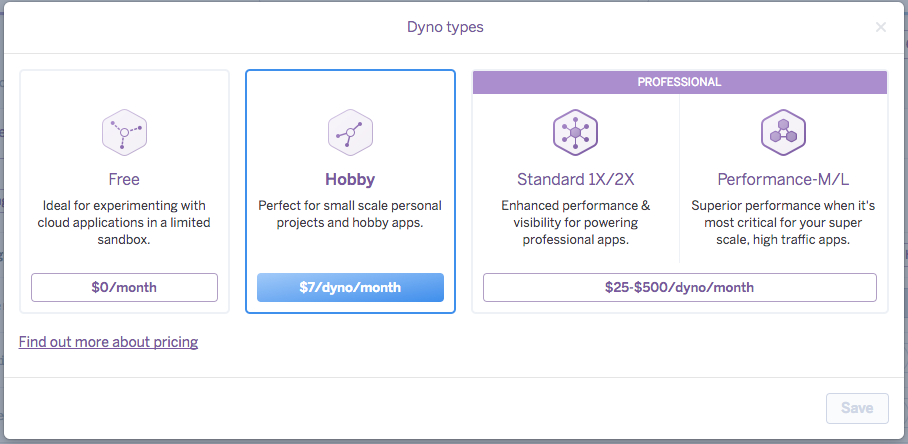 Dyno types
×
Free
Ideal for experimenting with
cloud applications in a limited
sandbox.
$0/month
Hobby
Perfect for small scale personal
projects and hobby apps.
$7/dyno/month
PROFESSIONAL
Standard 1X/2X
Enhanced performance &
visibility for powering
professional apps.
Performance-M/L
Superior performance when it's
most critical for your super
scale, high traffic apps.
$25-$500/dyno/month
Find out more about pricing
Save